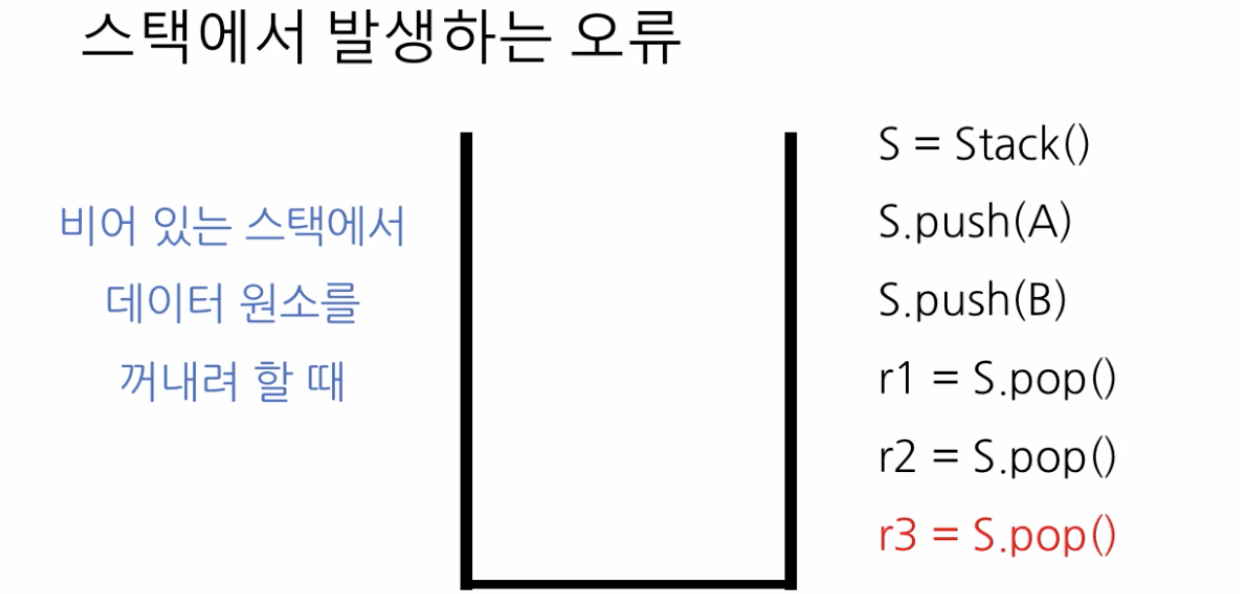 스택에서 발생하는 오류
비어 있는 스택에서
데이터 원소를
꺼내려 할 때
S = Stack()
S.push(A)
S.push(B)
r1 = S.pop()
r2 = S.pop()
r3 = S.pop()